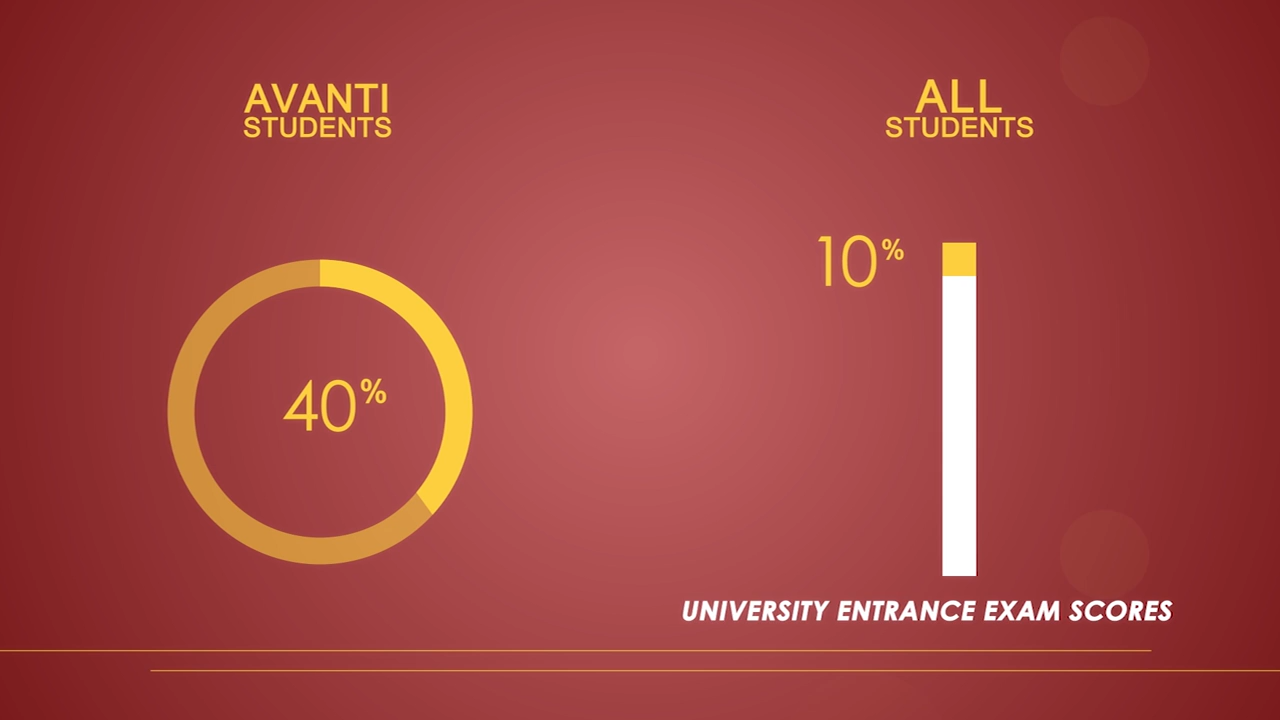 AVANTI
STUDENTS
40%
ALL
STUDENTS
10%
UNIVERSITY ENTRANCE EXAM SCORES